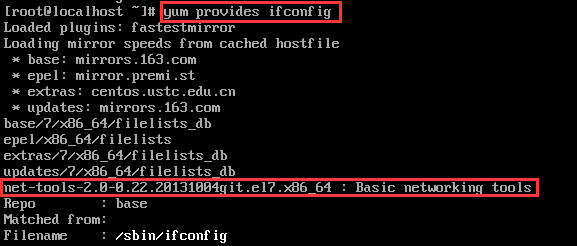 [root@localhost ~]# yum provides ifconfig
Loaded plugins: fastestmirror
Loading mirror speeds from cached hostfile
 * base: mirrors.163.com
 * epel: mirror.premi.st
 * extras: centos.ustc.edu.cn
 * updates: mirrors.163.com
base/7/x86_64/filelists_db
epel/x86_64/filelists
extras/7/x86_64/filelists_db
updates/7/x86_64/filelists_db
net-tools-2.0-0.22.20131004git.el7.x86_64 : Basic networking tools
Repo        : base
Matched from:
Filename    : /sbin/ifconfig